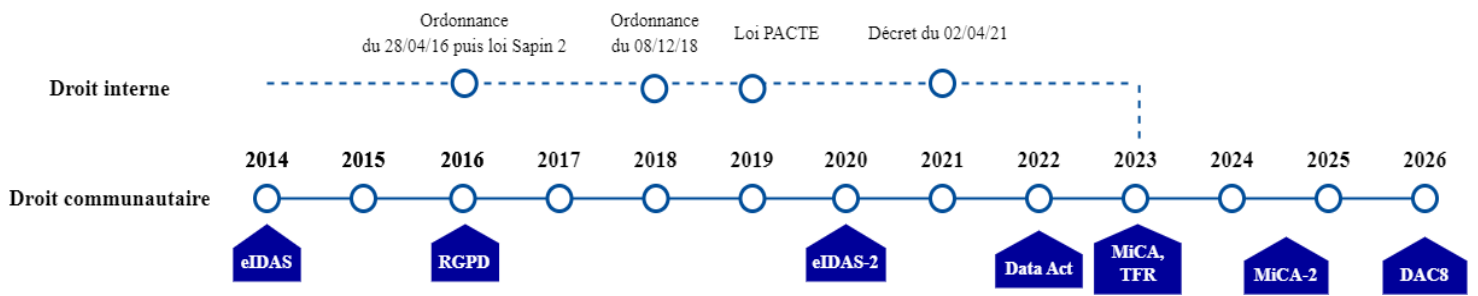 Ordonnance
du 28/04/16 puis loi Sapin 2
Ordonnance
du 08/12/18
Loi PACTE
Décret du 02/04/21
Droit interne
2014 2015 2016 2017 2018 2019 2020 2021 2022 2023 2024 2025 2026
Droit communautaire
eIDAS
RGPD
eIDAS-2
Data Act
MiCA,
TFR
MiCA-2
DAC8